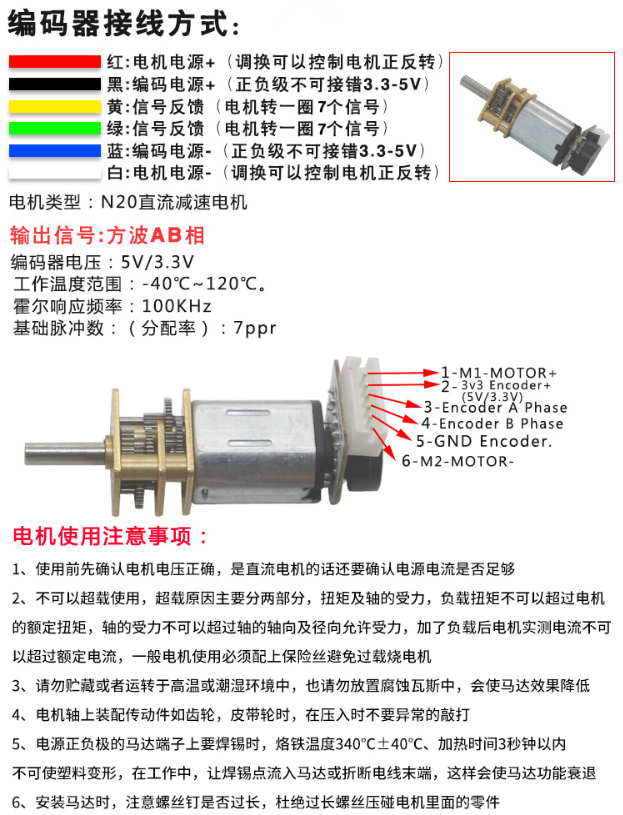 编码器接线方式:
红:电机电源+（调换可以控制电机正反转）
黑:编码电源+（正负级不可接错3.3-5V）
黄:信号反馈（电机转一圈7个信号）
绿:信号反馈（电机转一圈7个信号）
蓝:编码电源-（正负级不可接错3.3-5V）
白:电机电源-（调换可以控制电机正反转）
电机类型：N20直流减速电机
输出信号:方波AB相
编码器电压：5V/3.3V
工作温度范围：-40℃~120℃。
霍尔响应频率：100KHz
基础脉冲数：（分配率）：7ppr
1-M1-MOTOR+
2-3v3 Encoder+
(5V/3.3V)
3-Encoder A Phase
4-Encoder B Phase
5-GND Encoder.
6-M2-MOTOR-
电机使用注意事项：
1、使用前先确认电机电压正确，是直流电机的话还要确认电源电流是否足够
2、不可以超载使用，超载原因主要分两部分，扭矩及轴的受力，负载扭矩不可以超过电机
的额定扭矩，轴的受力不可以超过轴的轴向及径向允许受力，加了负载后电机实测电流不可
以超过额定电流，一般电机使用必须配上保险丝避免过载烧电机
3、请勿贮藏或者运转于高温或潮湿环境中，也请勿放置腐蚀瓦斯中，会使马达效果降低
4、电机轴上装配传动件如齿轮，皮带轮时，在压入时不要异常的敲打
5、电源正负极的马达端子上要焊锡时，烙铁温度340℃±40℃、加热时间3秒钟以内
不可使塑料变形，在工作中，让焊锡点流入马达或折断电线末端，这样会使马达功能衰退
6、安装马达时，注意螺丝钉是否过长，杜绝过长螺丝压碰电机里面的零件